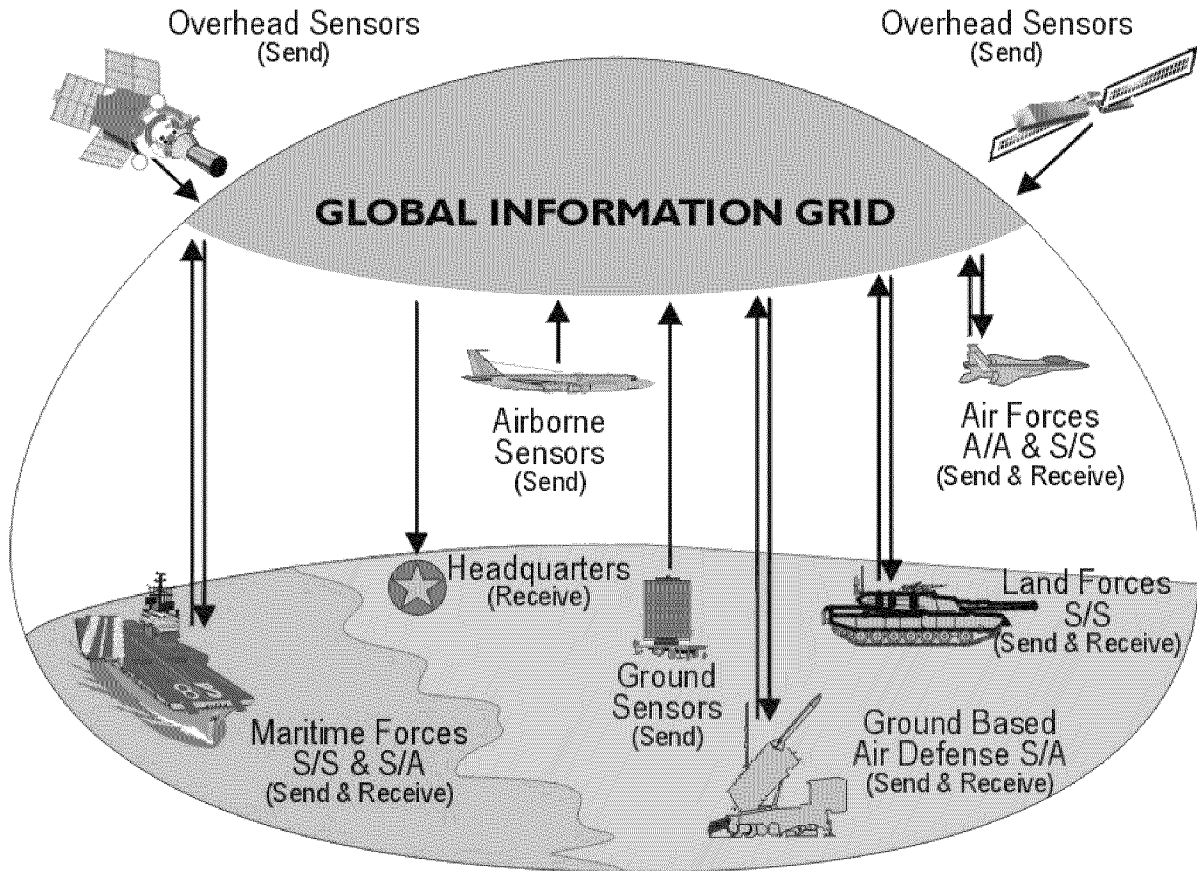 Overhead Sensors
(Send)
Overhead Sensors
(Send)
GLOBAL INFORMATION GRID
Airborne
Sensors
(Send)
Air Forces
A/A & S/S
(Send & Receive)
Headquarters
(Receive)
Land Forces
S/S
(Send & Receive)
Ground
Sensors
(Send)
Maritime Forces
S/S & S/A
(Send & Receive)
Ground Based
Air Defense S/A
(Send & Receive)